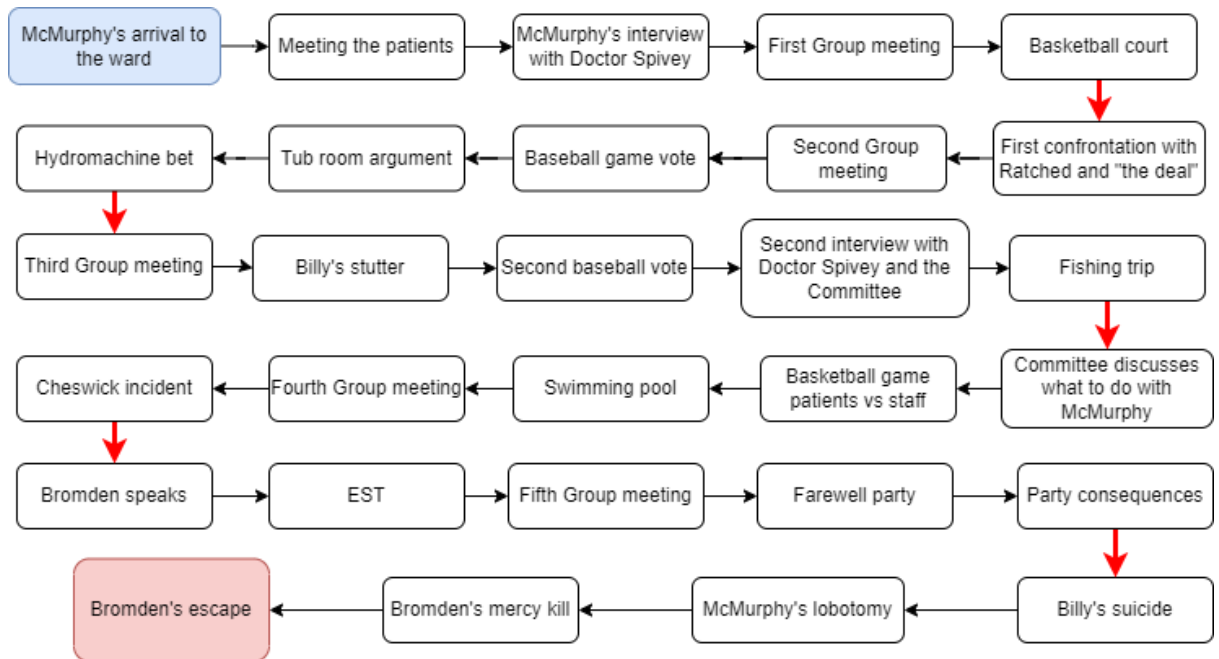 McMurphy's arrival to
the ward
Meeting the patients
McMurphy's interview
with Doctor Spivey
First Group meeting
Basketball court
First confrontation with
Ratched and "the deal"
Second Group
meeting
Baseball game vote
Tub room argument
Hydromachine bet
Third Group meeting
Billy's stutter
Second baseball vote
Second interview with
Doctor Spivey and the
Committee
Fishing trip
Committee discusses
what to do with
McMurphy
Basketball game
patients vs staff
Swimming pool
Fourth Group meeting
Cheswick incident
Bromden speaks
EST
Fifth Group meeting
Farewell party
Party consequences
Billy's suicide
McMurphy's lobotomy
Bromden's mercy kill
Bromden's escape